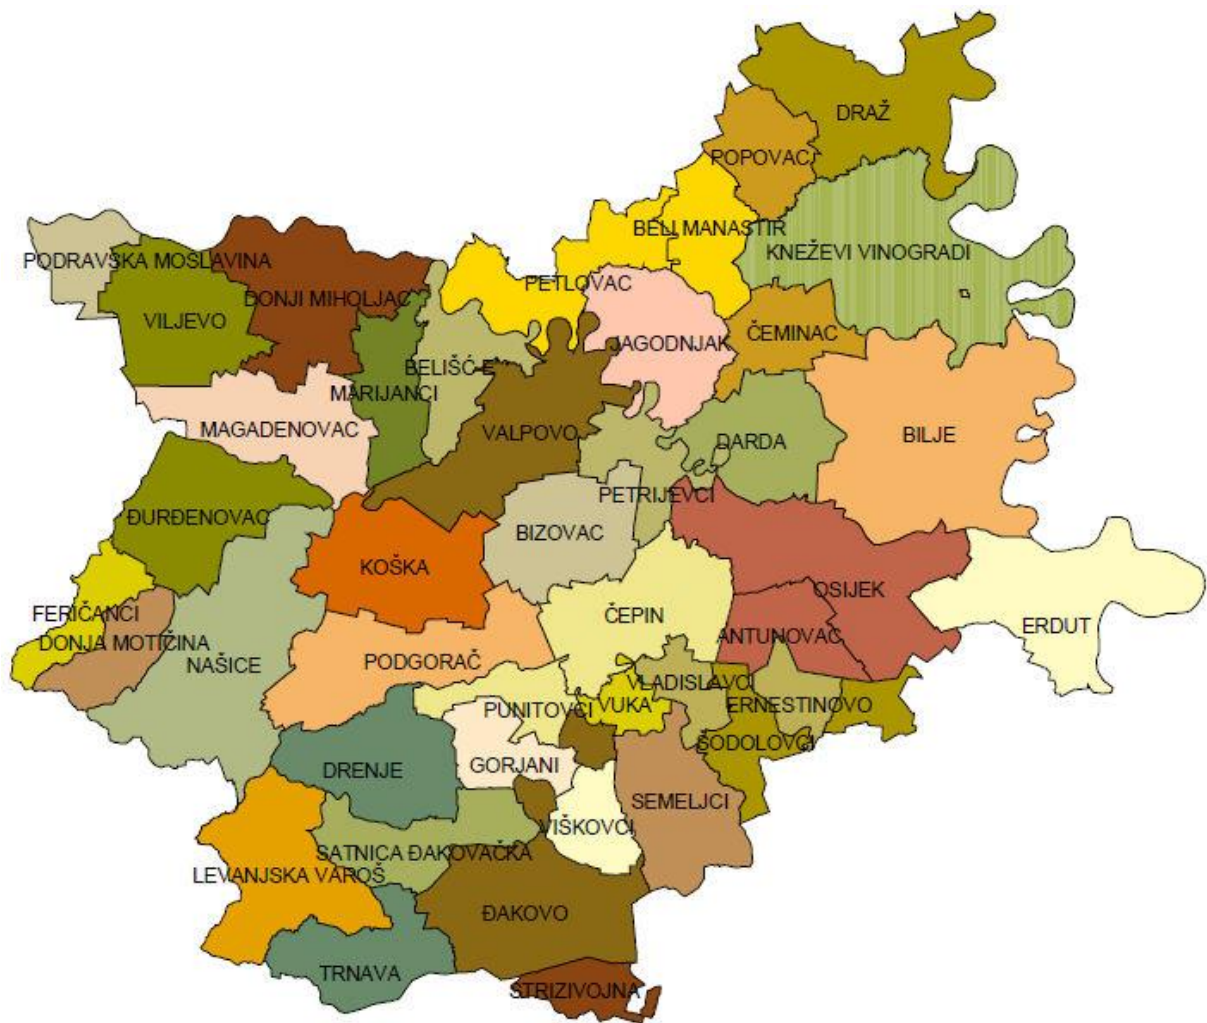 DRAŽ
POPOVAC
BELI MANASTIR
KNEŽEVI VINOGRADI
PODRAVSKA MOSLAVINA
DONJI MIHOLJAC
PETLOVAC
VILJEVO
JAGODNJAK
ČEMINAC
BELIŠĆE
MARIJANCI
MAGADENOVAC
VALPOVO
DARDA
BILJE
PETRIJEVCI
ĐURĐENOVAC
BIZOVAC
KOŠKA
OSIJEK
FERIČANCI
ČEPIN
ERDUT
DONJA MOTIČINA
ANTUNOVAC
NAŠICE
PODGORAČ
VLADISLAVCI
VUKA
ERNESTINOVO
PUNITOVCI
ŠODOLOVCI
DRENJE
GORJANI
SEMELJCI
VIŠKOVCI
SATNICA ĐAKOVAČKA
LEVANJSKA VAROŠ
ĐAKOVO
TRNAVA
STRIZIVOJNA